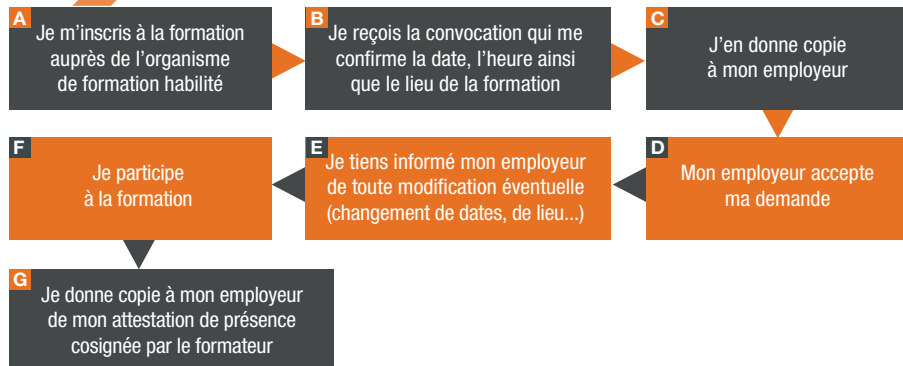 A
Je m’inscris à la formation
auprès de l’organisme
de formation habilité
B
Je reçois la convocation qui me
confirme la date, l’heure ainsi
que le lieu de la formation
C
J’en donne copie
à mon employeur
D
Mon employeur accepte
ma demande
E
Je tiens informé mon employeur
de toute modification éventuelle
(changement de dates, de lieu...)
F
Je participe
à la formation
G
Je donne copie à mon employeur
de mon attestation de présence
cosignée par le formateur